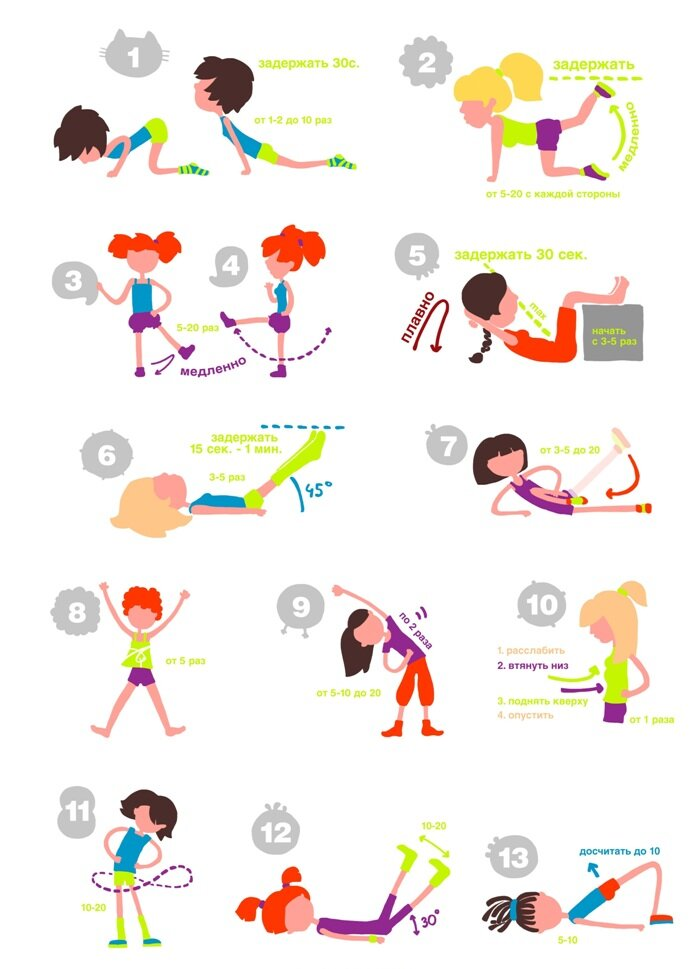 1
задержать 30с.
от 1-2 до 10 раз
2
задержать
медленно
от 5-20 с каждой стороны
3
4
5-20 раз
медленно
5
задержать 30 сек.
плавно
max
начать
с 3-5 раз
6
задержать
15 сек. - 1 мин.
3-5 раз
45°
7
от 3-5 до 20
8
от 5 раз
9
по 2 раза
от 5-10 до 20
10
1. расслабить
2. втянуть низ
3. поднять кверху
4. опустить
от 1 раза
11
10-20
12
10-20
30°
13
досчитать до 10
5-10